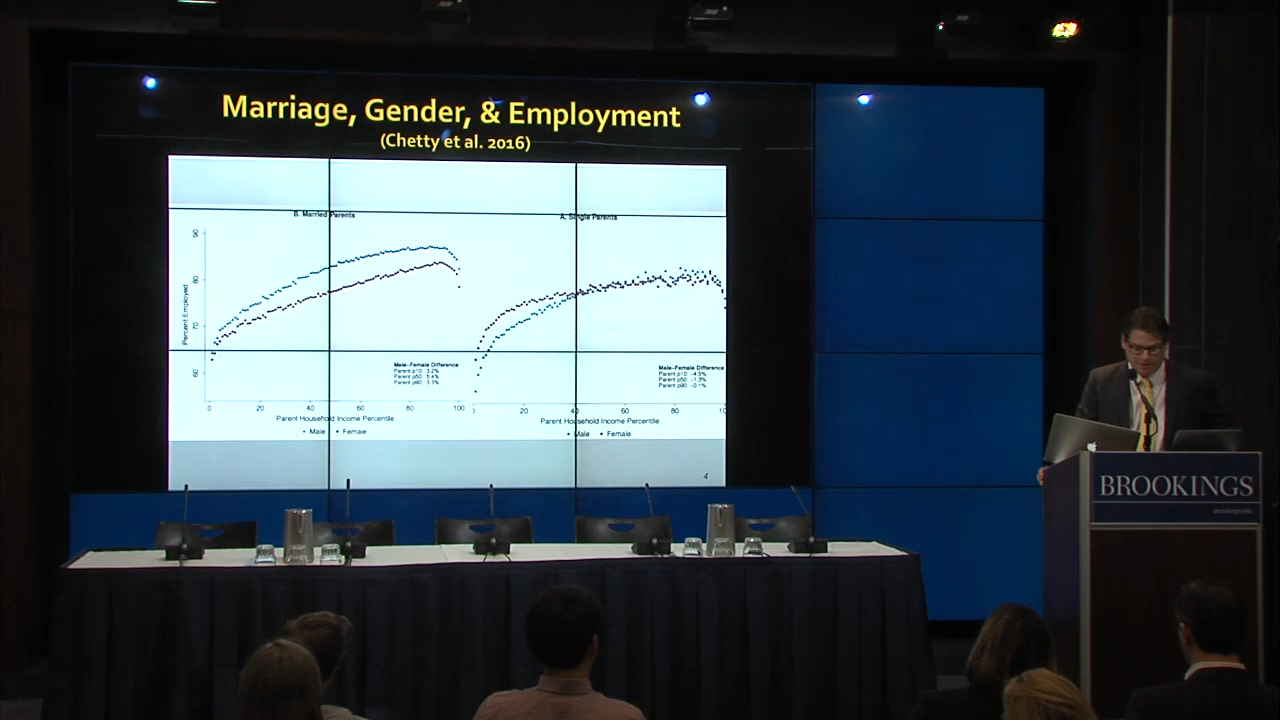 Marriage, Gender, & Employment
(Chetty et al. 2016)
B. Married Parents
90
80
70
60
Percent Employed
Male-Female Difference
Parent p10: 3.2%
Parent p50: 5.4%
Parent p90: 3.3%
0 20 40 60 80 100
Parent Household Income Percentile
Male Female
A. Single Parents
Male-Female Difference
Parent p10: -4.5%
Parent p50: -1.3%
Parent p90: -0.1%
20 40 60 80
Parent Household Income Percentile
Male Female
4
BROOKINGS